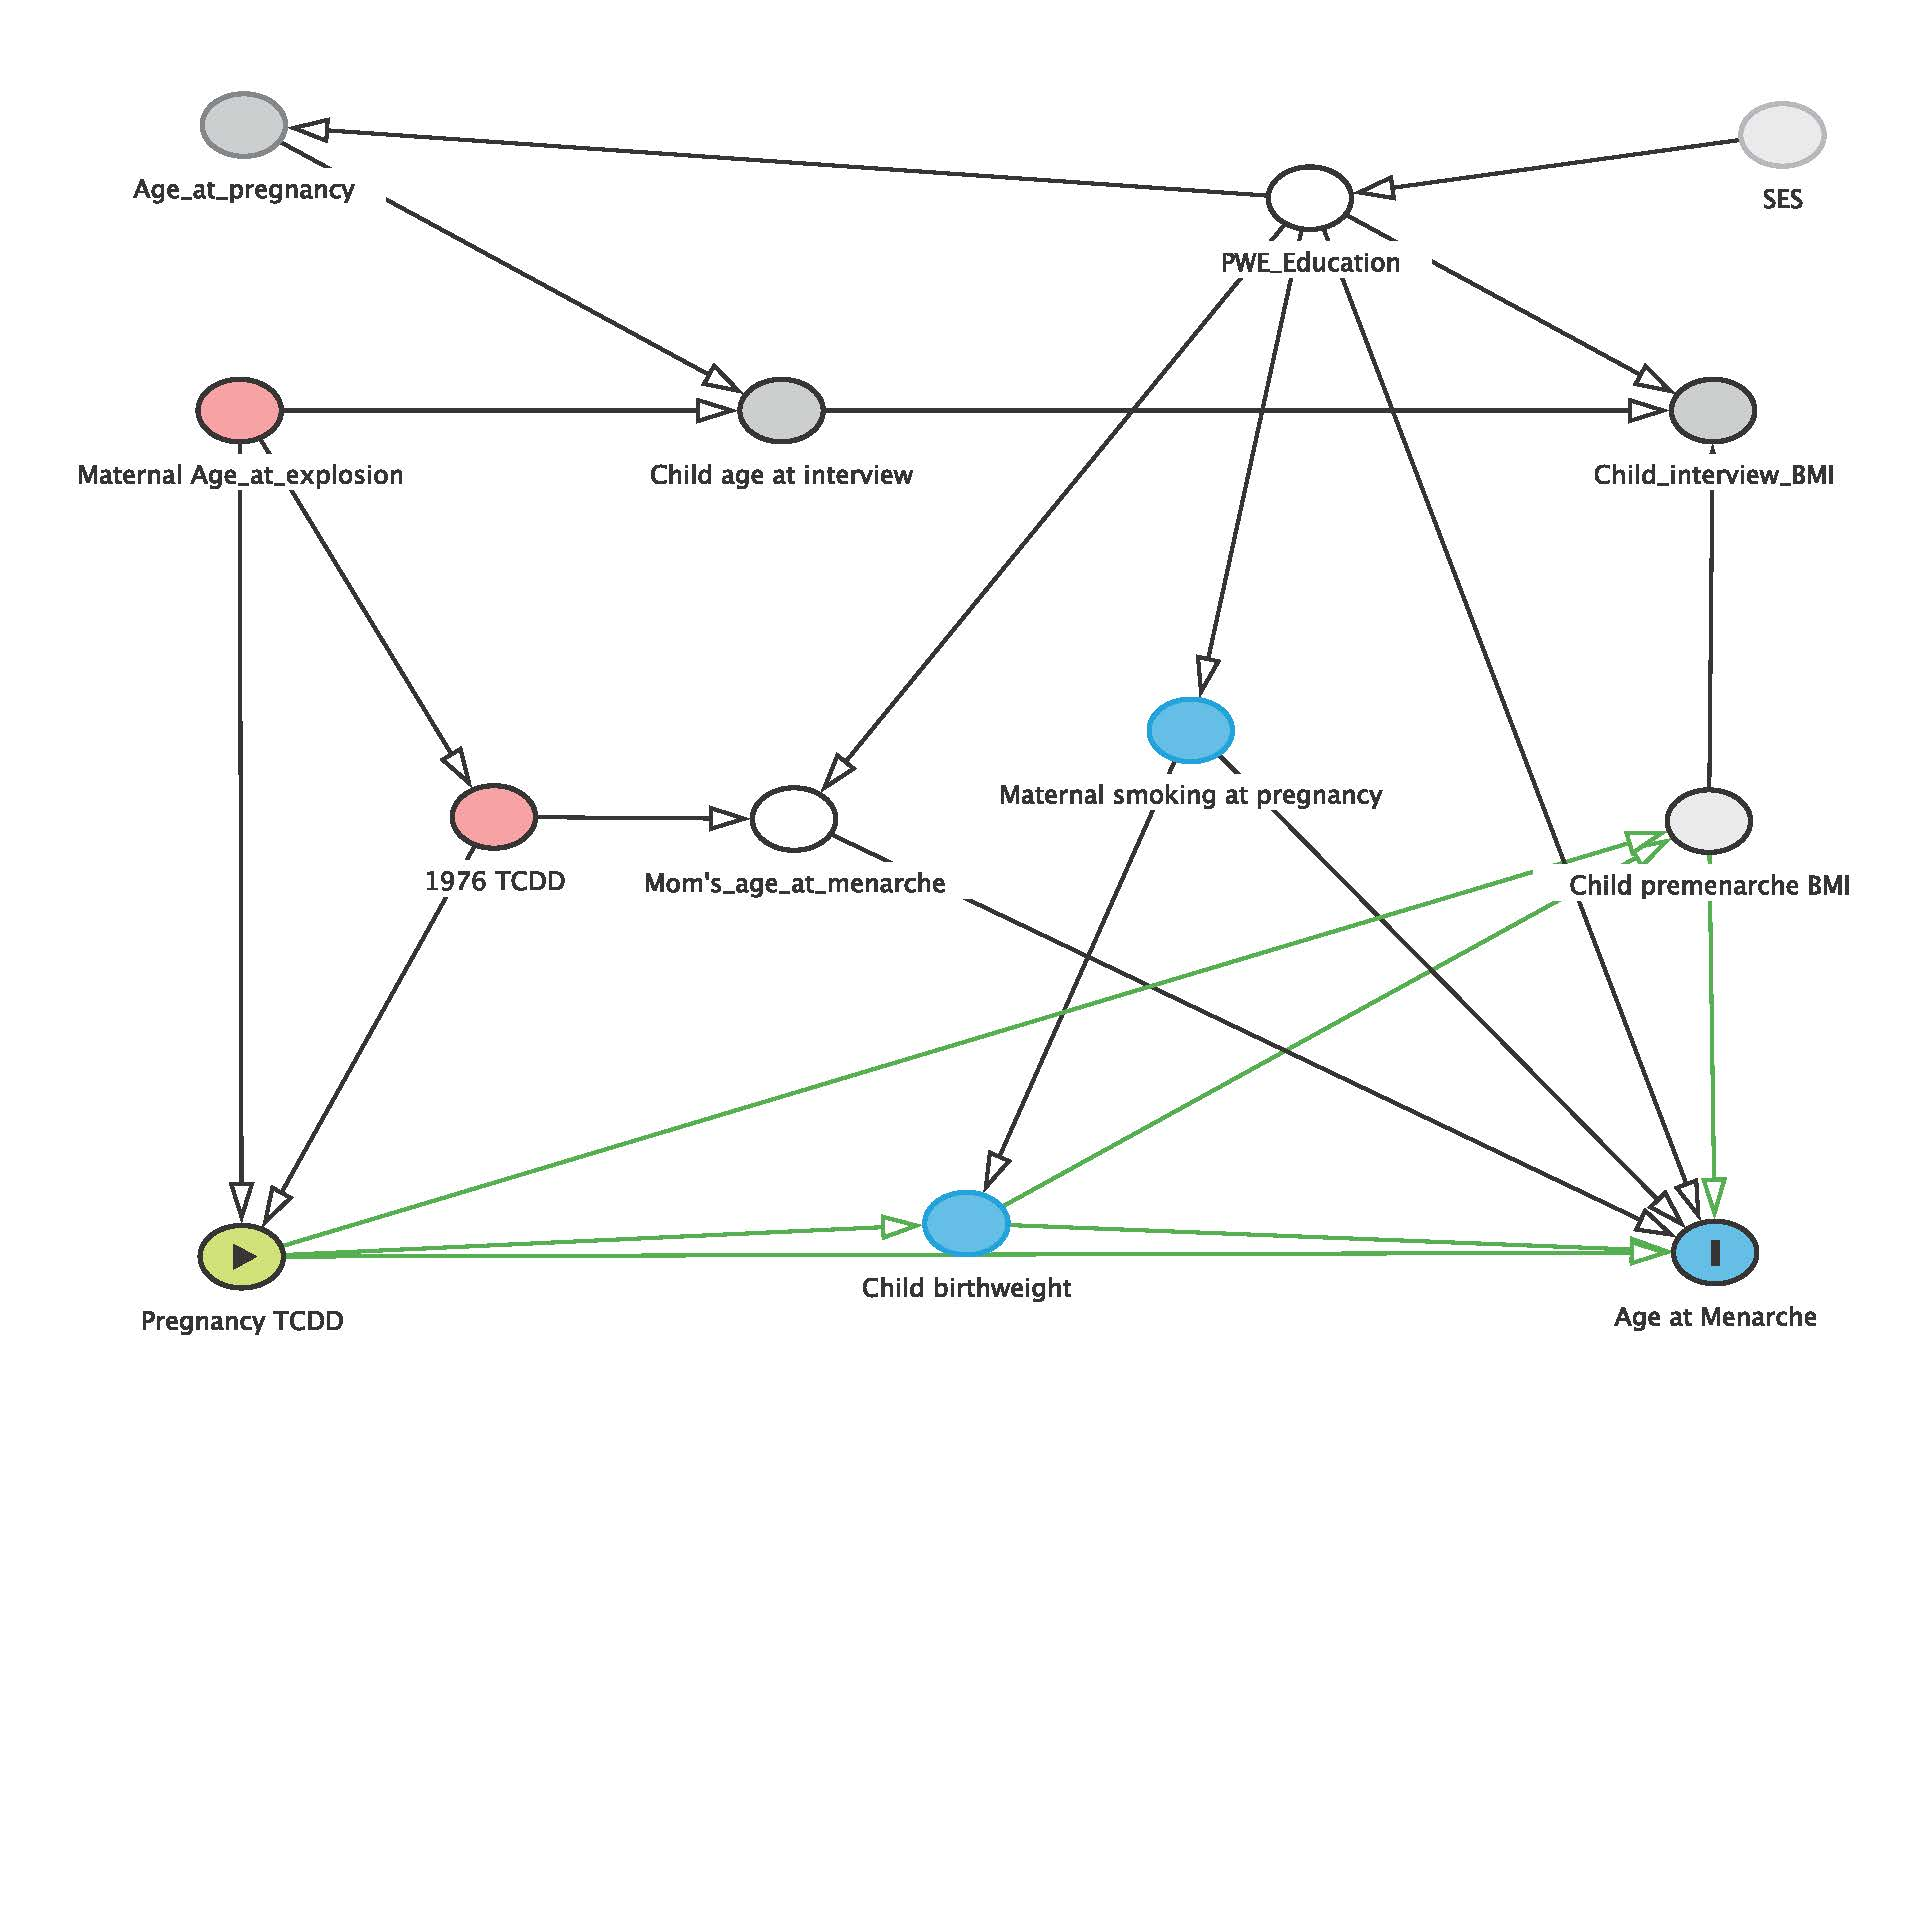 Age_at_pregnancy
SES
PWE_Education
Maternal Age_at_explosion
Child age at interview
Child_interview_BMI
Maternal smoking at pregnancy
1976 TCDD
Mom's_age_at_menarche
Child premenarche BMI
Child birthweight
Pregnancy TCDD
Age at Menarche